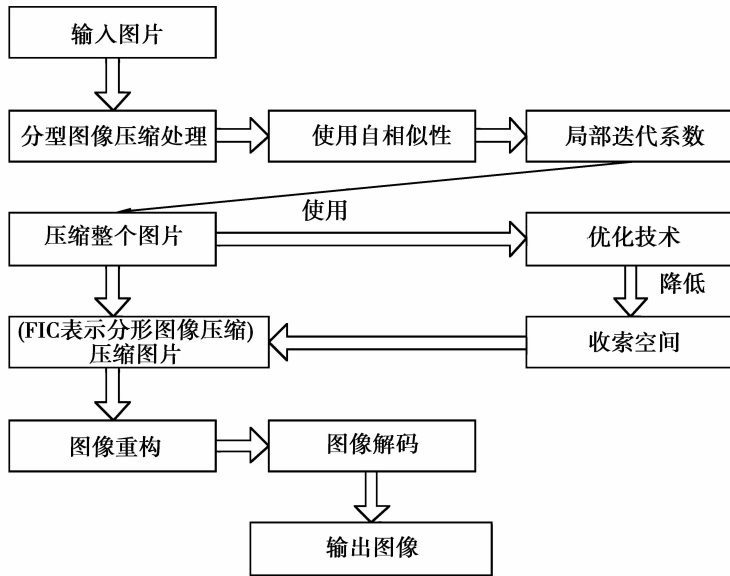 输入图片
分型图像压缩处理
使用自相似性
局部迭代系数
使用
压缩整个图片
优化技术
降低
(FIC表示分形图像压缩)
压缩图片
收索空间
图像重构
图像解码
输出图像